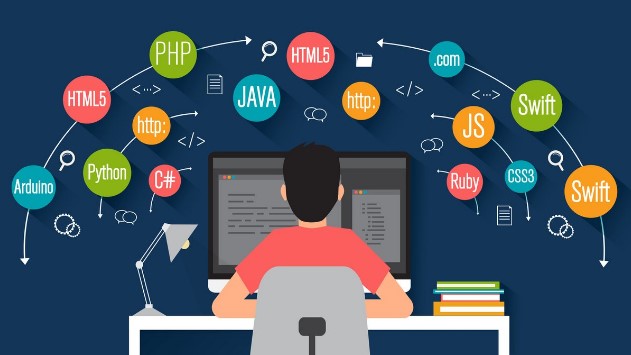 PHP
HTML5
.com
HTML5
JAVA
http:
Swift
http:
JS
Python
C#
Ruby
CSS3
Arduino
Swift